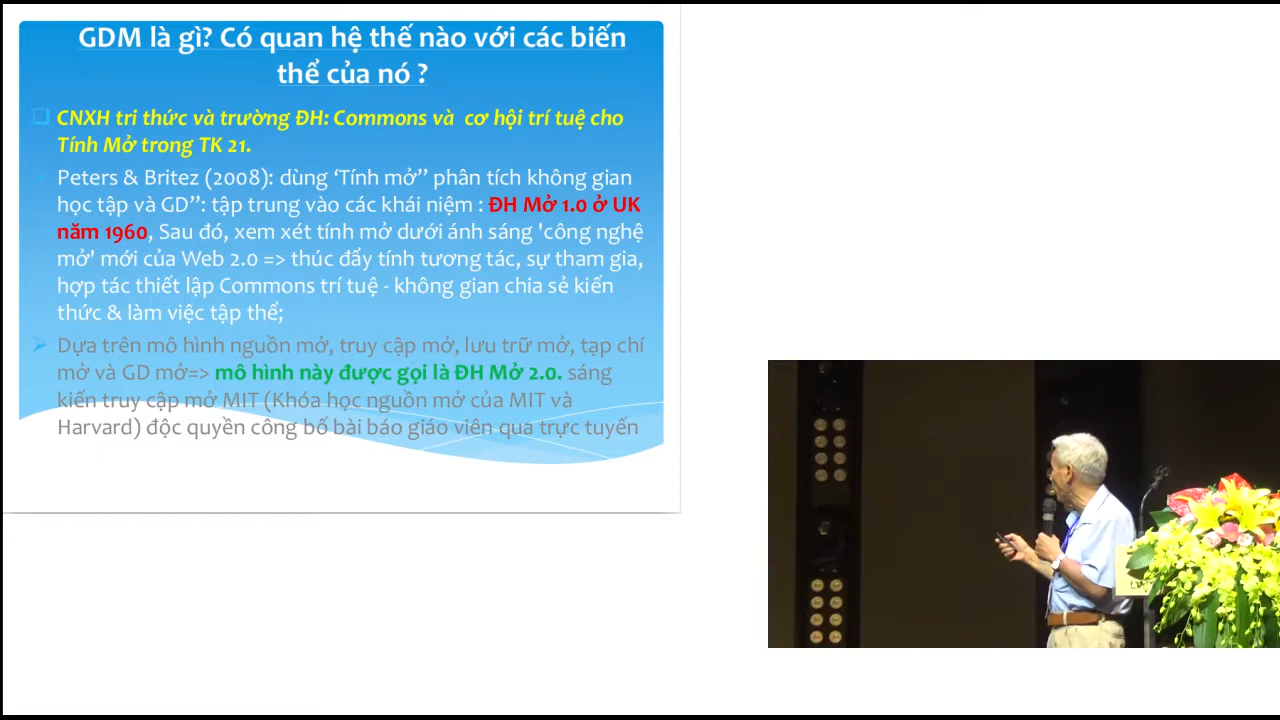 GDM là gì? Có quan hệ thế nào với các biến
thể của nó ?
CNXH tri thức và trường ĐH: Commons và cơ hội trí tuệ cho
Tính Mở trong TK 21.
Peters & Britez (2008): dùng ‘Tính mở” phân tích không gian
học tập và GD”: tập trung vào các khái niệm : ĐH Mở 1.0 ở UK
năm 1960, Sau đó, xem xét tính mở dưới ánh sáng 'công nghệ
mở' mới của Web 2.0 => thúc đẩy tính tương tác, sự tham gia,
hợp tác thiết lập Commons trí tuệ - không gian chia sẻ kiến
thức & làm việc tập thể;
Dựa trên mô hình nguồn mở, truy cập mở, lưu trữ mở, tạp chí
mở và GD mở=> mô hình này được gọi là ĐH Mở 2.0. sáng
kiến truy cập mở MIT (Khóa học nguồn mở của MIT và
Harvard) độc quyền công bố bài báo giáo viên qua trực tuyến